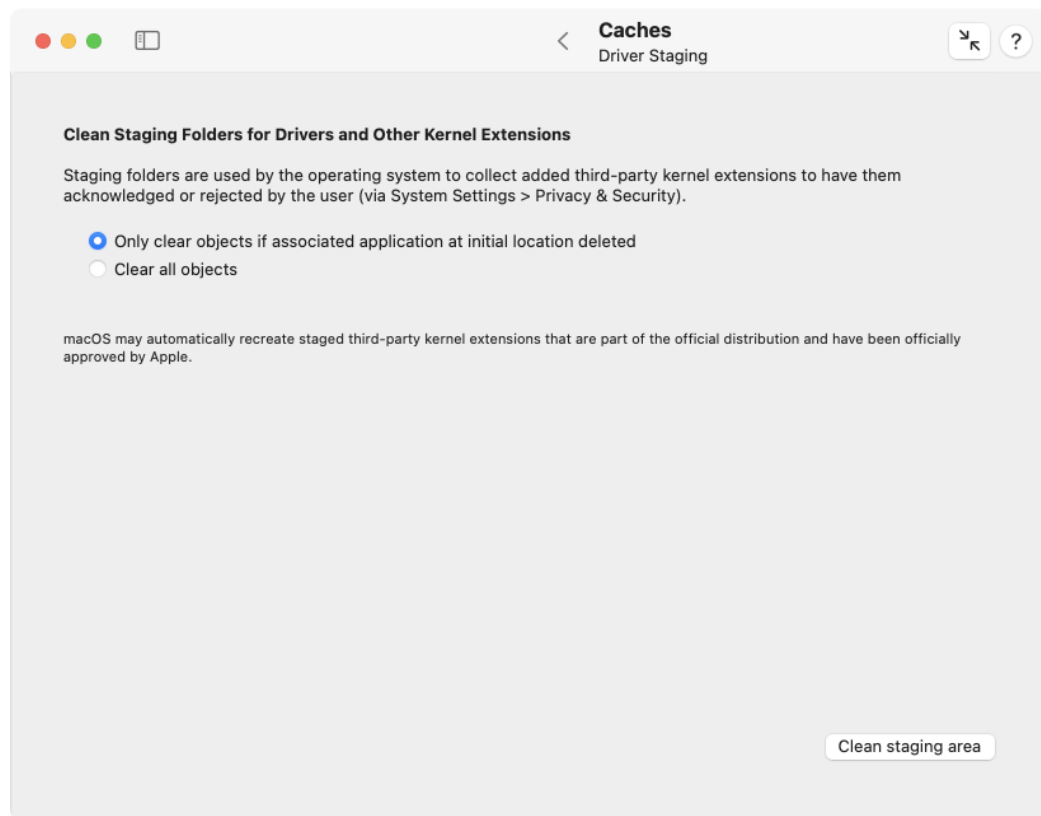 Caches
Driver Staging
?
Clean Staging Folders for Drivers and Other Kernel Extensions
Staging folders are used by the operating system to collect added third-party kernel extensions to have them
acknowledged or rejected by the user (via System Settings > Privacy & Security).
Only clear objects if associated application at initial location deleted
Clear all objects
macOS may automatically recreate staged third-party kernel extensions that are part of the official distribution and have been officially
approved by Apple.
Clean staging area